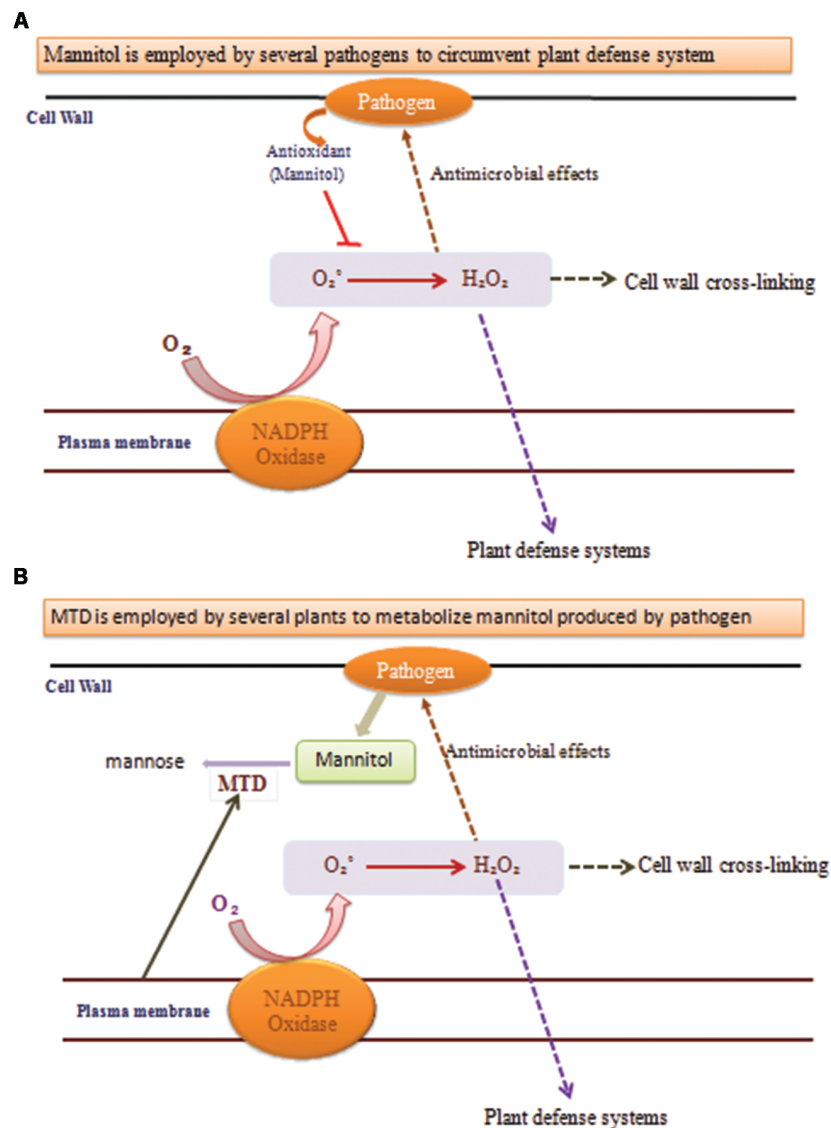 A
Mannitol is employed by several pathogens to circumvent plant defense system
Pathogen
Cell Wall
Antioxidant
(Mannitol)
Antimicrobial effects
O₂° H₂O₂
Cell wall cross-linking
O₂
NADPH
Oxidase
Plasma membrane
Plant defense systems
B
MTD is employed by several plants to metabolize mannitol produced by pathogen
Pathogen
Cell Wall
Antimicrobial effects
mannose
Mannitol
MTD
O₂° H₂O₂
Cell wall cross-linking
O₂
NADPH
Oxidase
Plasma membrane
Plant defense systems